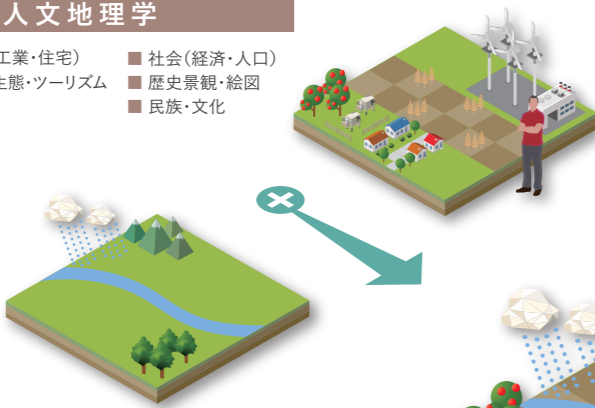 人文地理学
工業・住宅）
■ 社会（経済・人口）
生態・ツーリズム
■ 歴史景観・絵図
■ 民族・文化